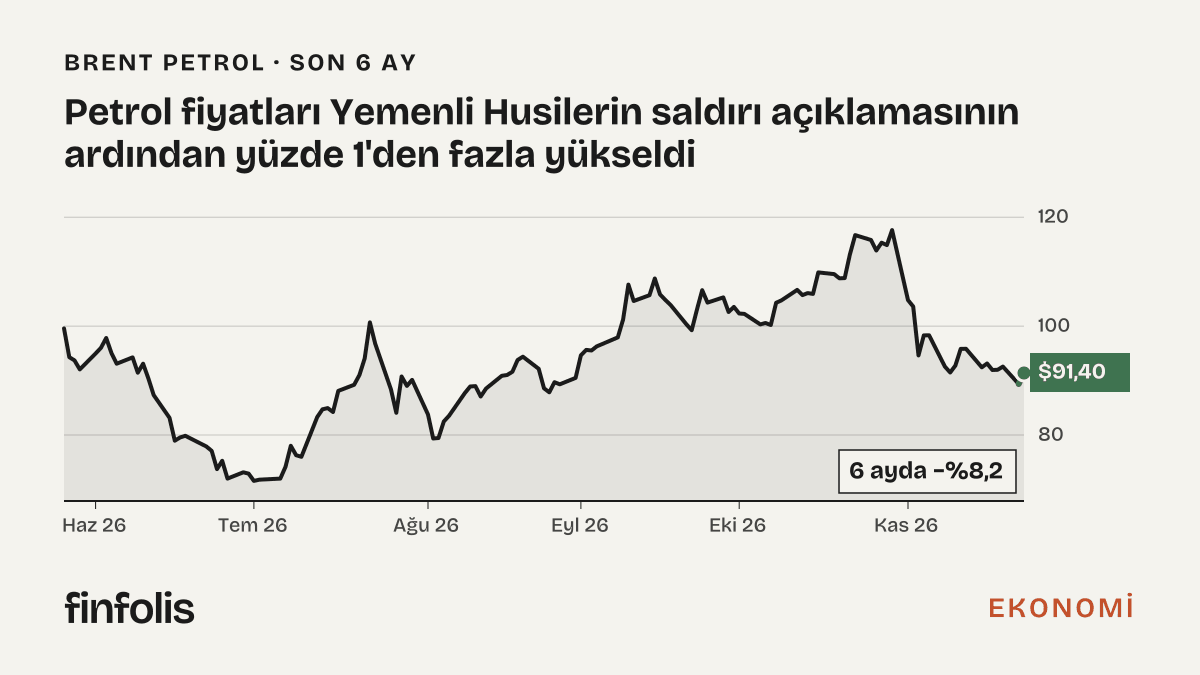 BRENT PETROL · SON 6 AY
Petrol fiyatları Yemenli Husilerin saldırı açıklamasının
ardından yüzde 1'den fazla yükseldi
120
100
$91,40
80
6 ayda −%8,2
Haz 26
Tem 26
Ağu 26
Eyl 26
Eki 26
Kas 26
finfolis
EKONOMİ